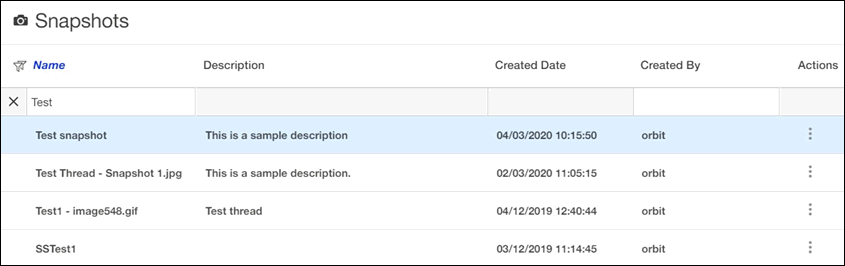 Snapshots
Name Description Created Date Created By Actions
Test
Test snapshot This is a sample description 04/03/2020 10:15:50 orbit
Test Thread - Snapshot 1.jpg This is a sample description. 02/03/2020 11:05:15 orbit
Test1 - image548.gif Test thread 04/12/2019 12:40:44 orbit
SSTest1 03/12/2019 11:14:45 orbit